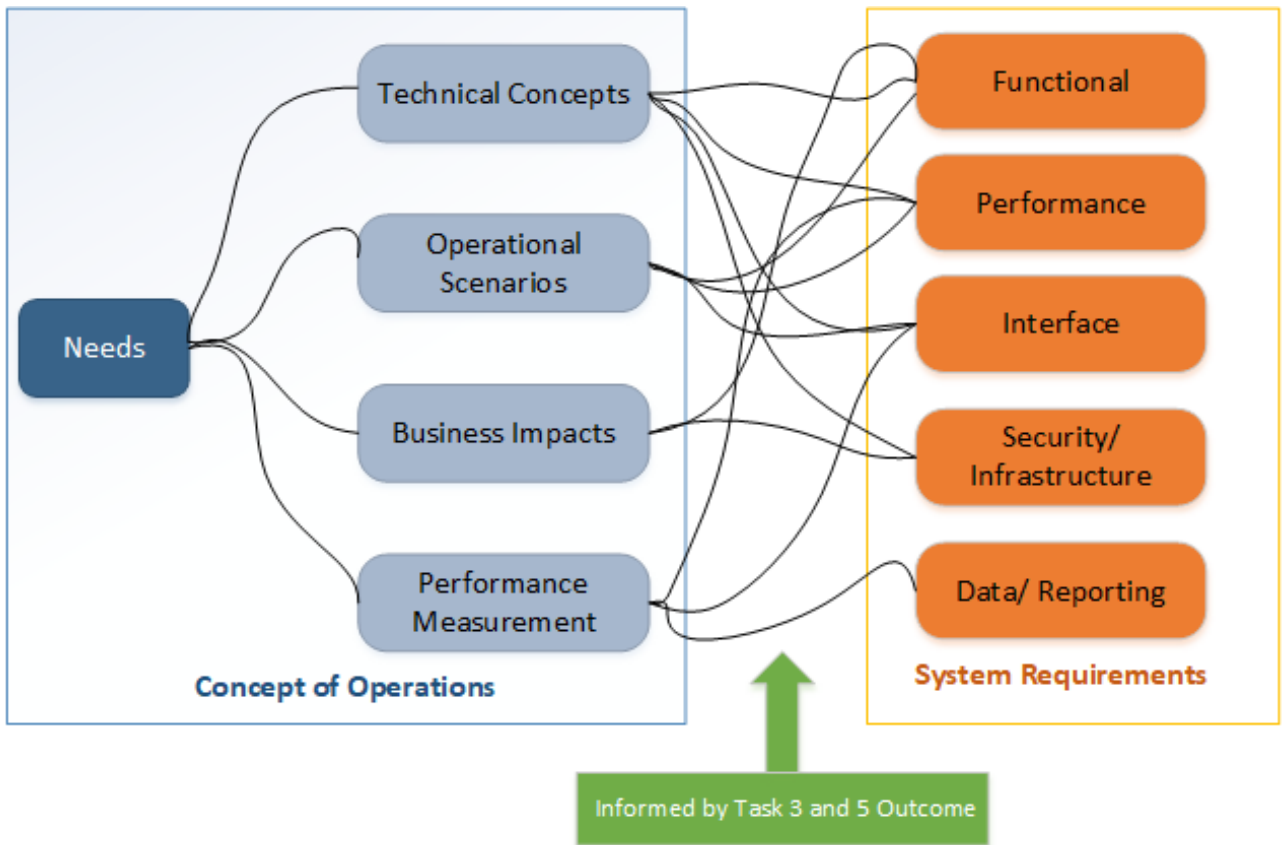 Needs
Technical Concepts
Operational
Scenarios
Business Impacts
Performance
Measurement
Concept of Operations
Functional
Performance
Interface
Security/
Infrastructure
Data/ Reporting
System Requirements
Informed by Task 3 and 5 Outcome